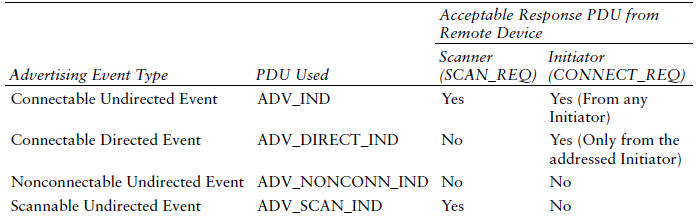 Acceptable Response PDU from
Remote Device
Scanner Initiator
Advertising Event Type PDU Used (SCAN_REQ) (CONNECT_REQ)
Connectable Undirected Event ADV_IND Yes Yes (From any
Initiator)
Connectable Directed Event ADV_DIRECT_IND No Yes (Only from the
addressed Initiator)
Nonconnectable Undirected Event ADV_NONCONN_IND No No
Scannable Undirected Event ADV_SCAN_IND Yes No